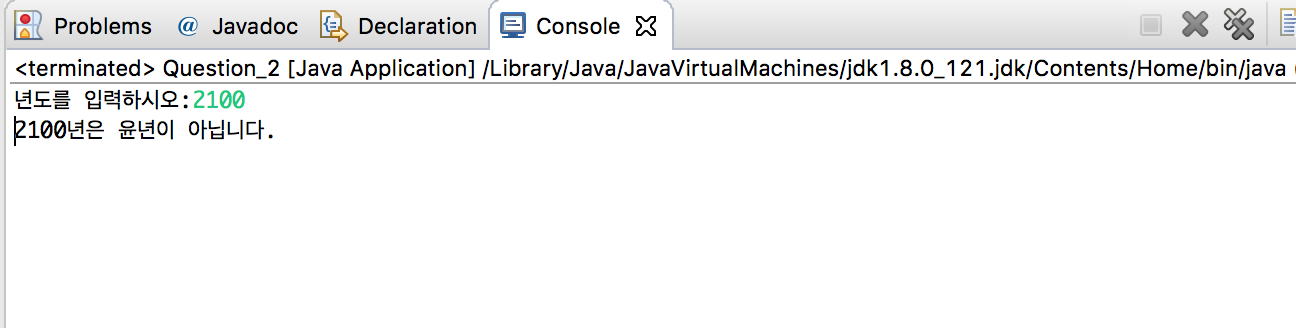 Problems @ Javadoc Declaration Console
<terminated> Question_2 [Java Application] /Library/Java/JavaVirtualMachines/jdk1.8.0_121.jdk/Contents/Home/bin/java (
년도를 입력하시오:2100
2100년은 윤년이 아닙니다.